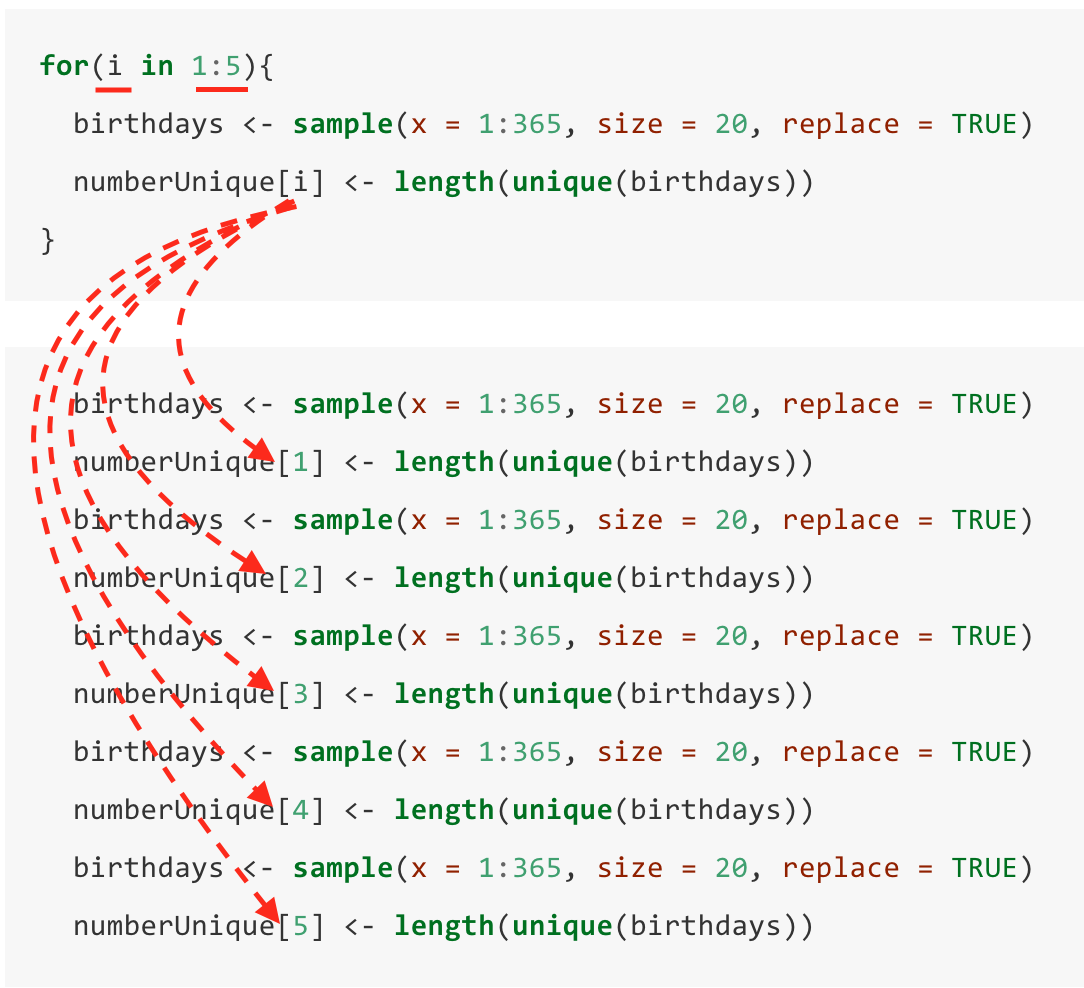 for(i in 1:5){
birthdays <- sample(x = 1:365, size = 20, replace = TRUE)
numberUnique[i] <- length(unique(birthdays))
}
birthdays <- sample(x = 1:365, size = 20, replace = TRUE)
numberUnique[1] <- length(unique(birthdays))
birthdays <- sample(x = 1:365, size = 20, replace = TRUE)
numberUnique[2] <- length(unique(birthdays))
birthdays <- sample(x = 1:365, size = 20, replace = TRUE)
numberUnique[3] <- length(unique(birthdays))
birthdays <- sample(x = 1:365, size = 20, replace = TRUE)
numberUnique[4] <- length(unique(birthdays))
birthdays <- sample(x = 1:365, size = 20, replace = TRUE)
numberUnique[5] <- length(unique(birthdays))